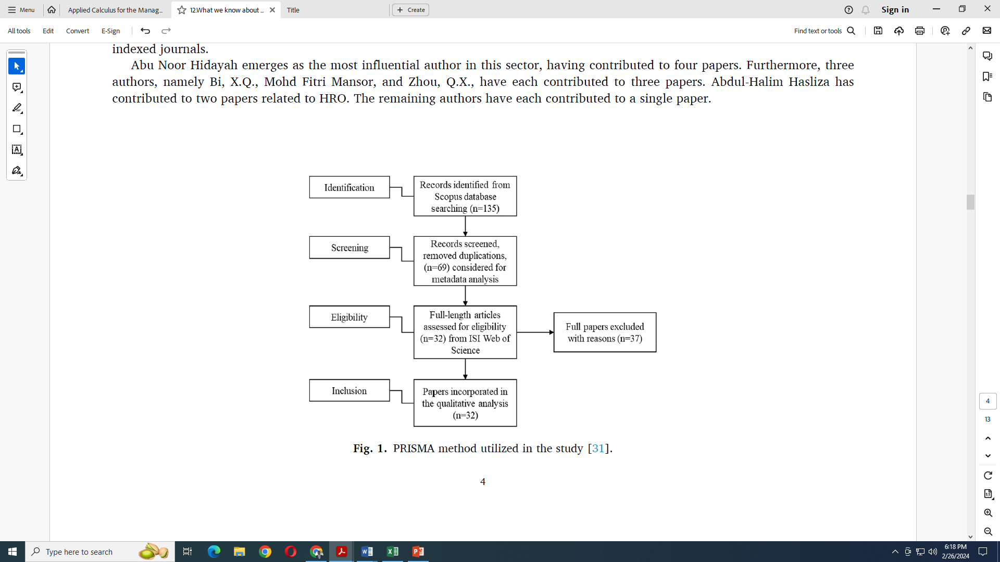 Menu
Applied Calculus for the Manag...
12.What we know about ...
Title
Create
Sign in
All tools
Edit
Convert
E-Sign
Find text or tools
indexed journals.
Abu Noor Hidayah emerges as the most influential author in this sector, having contributed to four papers. Furthermore, three
authors, namely Bi, X.Q., Mohd Fitri Mansor, and Zhou, Q.X., have each contributed to three papers. Abdul-Halim Hasliza has
contributed to two papers related to HRO. The remaining authors have each contributed to a single paper.
Identification
Records identified from
Scopus database
searching (n=135)
Screening
Records screened,
removed duplications,
(n=69) considered for
metadata analysis
Eligibility
Full-length articles
assessed for eligibility
(n=32) from ISI Web of
Science
Full papers excluded
with reasons (n=37)
Inclusion
Papers incorporated in
the qualitative analysis
(n=32)
Fig. 1. PRISMA method utilized in the study [31].
4
4
13
Type here to search
6:18 PM
2/26/2024